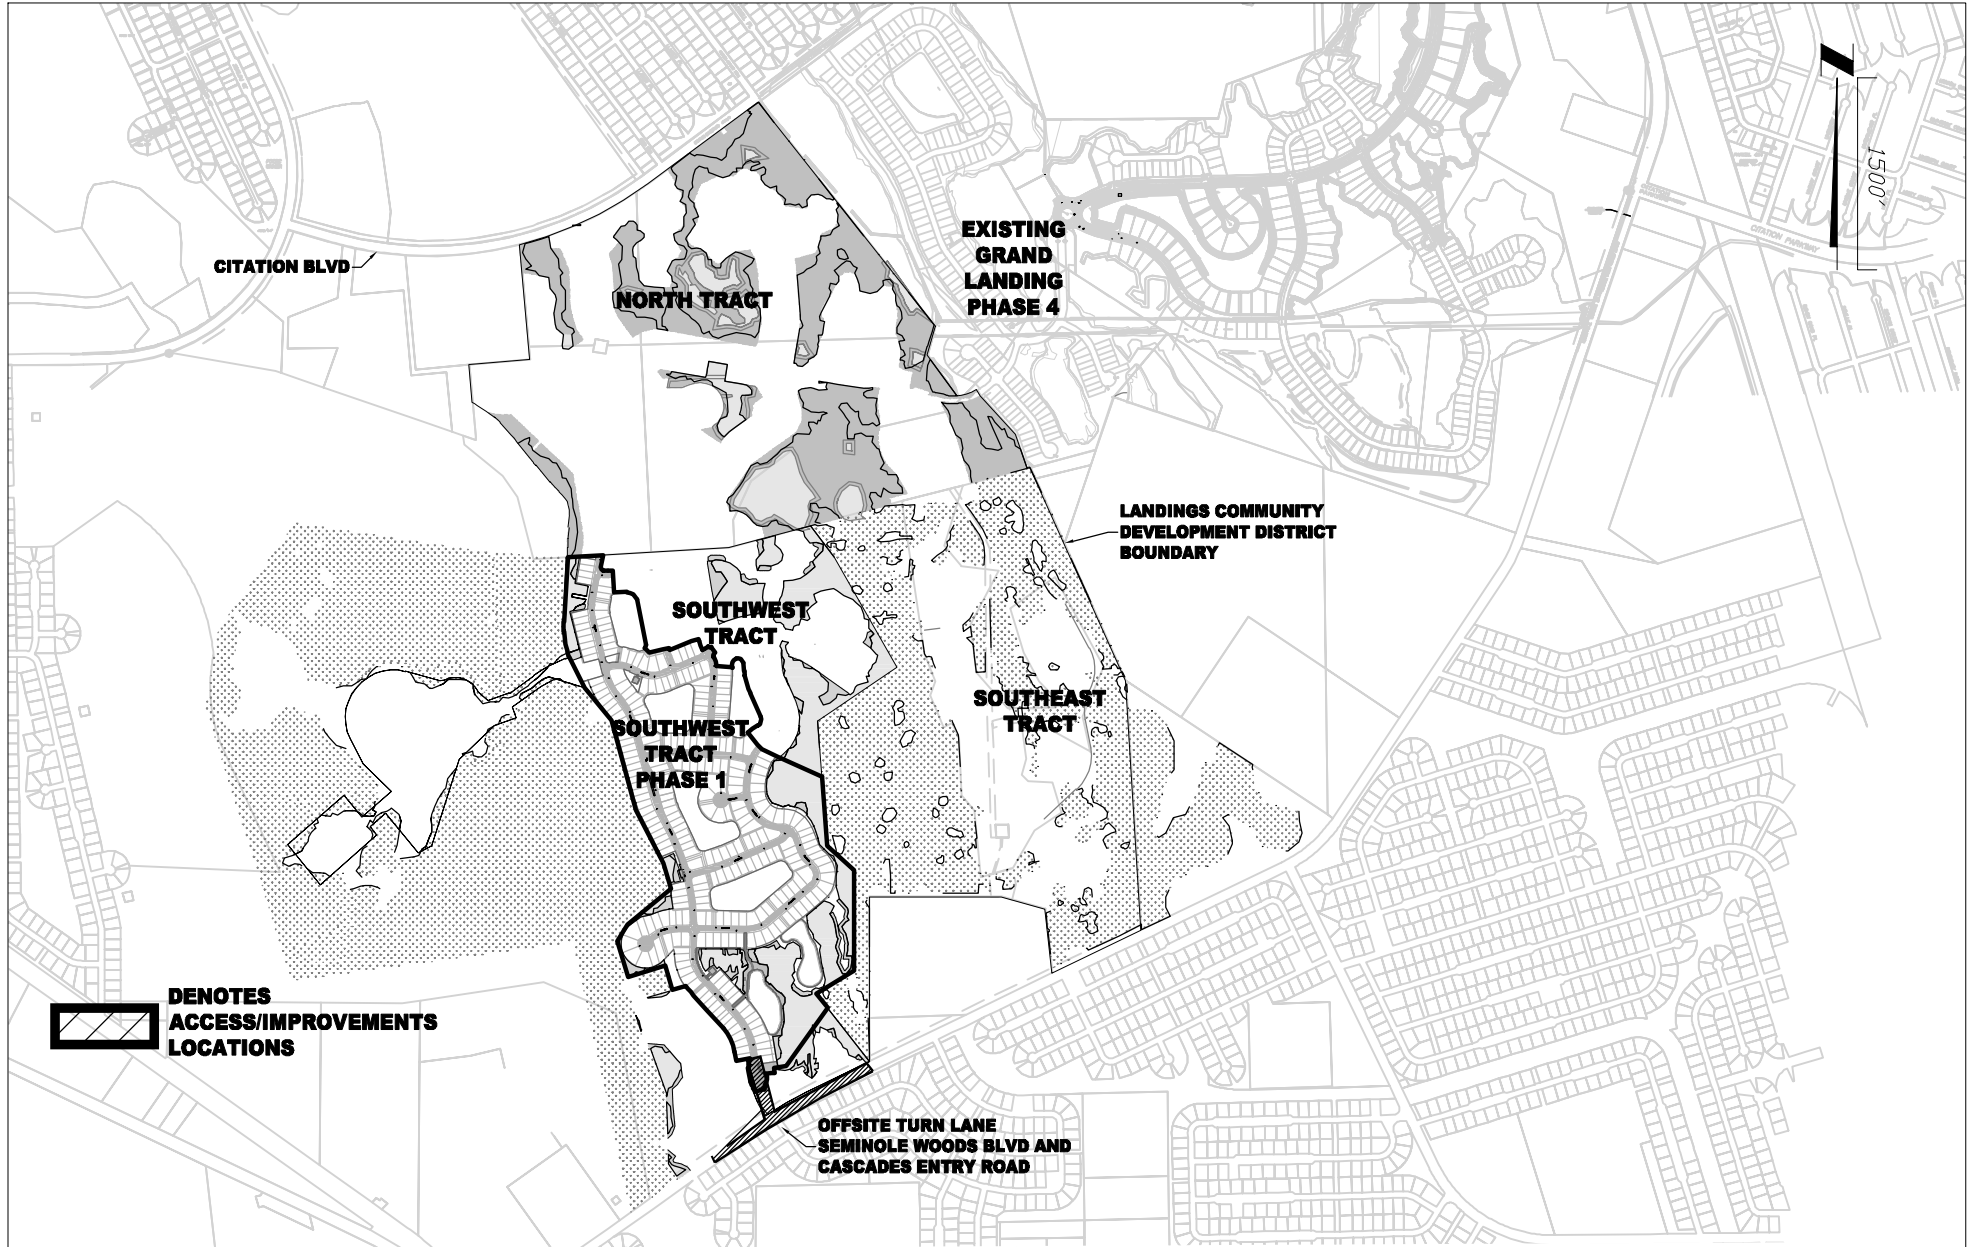 1500'
CITATION PARKWAY
EXISTING
GRAND
LANDING
PHASE 4
CITATION BLVD
NORTH TRACT
LANDINGS COMMUNITY
DEVELOPMENT DISTRICT
BOUNDARY
SOUTHWEST
TRACT
SOUTHEAST
TRACT
SOUTHWEST
TRACT
PHASE 1
DENOTES
ACCESS/IMPROVEMENTS
LOCATIONS
OFFSITE TURN LANE
SEMINOLE WOODS BLVD AND
CASCADES ENTRY ROAD